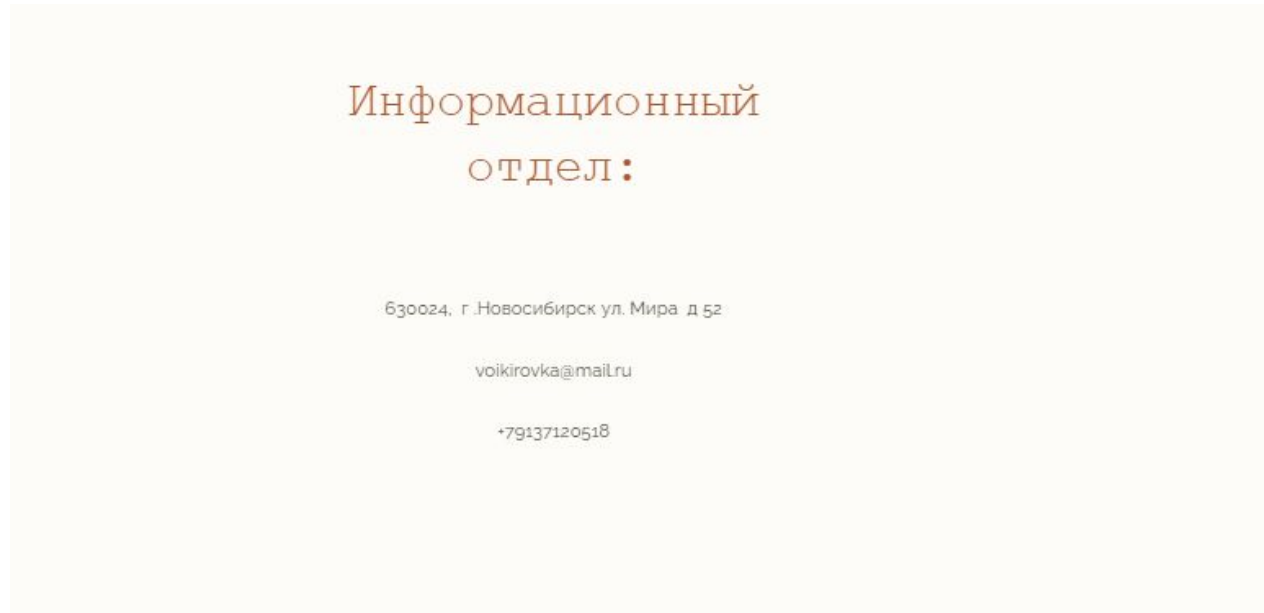 Информационный
отдел:
630024,  г .Новосибирск ул. Мира  д 52
voikirovka@mail.ru
+79137120518